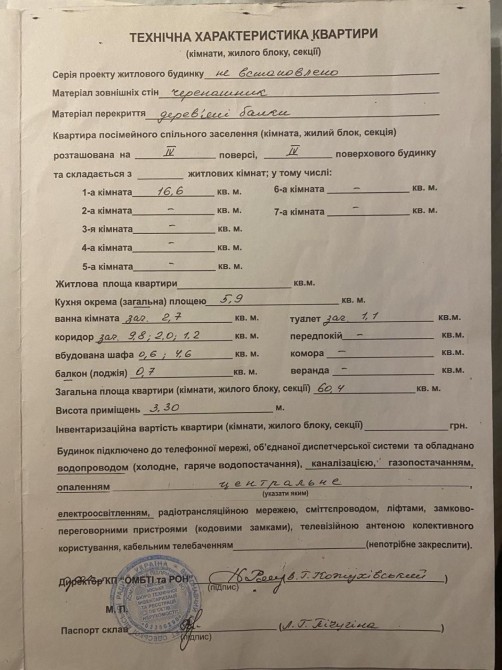 ТЕХНІЧНА ХАРАКТЕРИСТИКА КВАРТИРИ
(кімнати, жилого блоку, секції)
Серія проекту житлового будинку не встановлено
Матеріал зовнішніх стін черепашник
Матеріал перекриття дерев'яні балки
Квартира посімейного спільного заселення (кімната, жилий блок, секція)
розташована на IV поверсі, IV поверхового будинку
та складається з ________ житлових кімнат; у тому числі:
1-а кімната 16,6 кв. м. 6-а кімната – кв. м.
2-а кімната – кв. м. 7-а кімната – кв. м.
3-я кімната – кв. м.
4-а кімната – кв. м.
5-а кімната – кв. м.
Житлова площа квартири ________ кв.м.
Кухня окрема (загальна) площею 5,9 кв. м.
ванна кімната заг. 2,7 кв. м. туалет заг. 1,1 кв. м.
коридор заг. 9,8; 2,0; 1,2 кв. м. передпокій – кв. м.
вбудована шафа 0,6; 4,6 кв. м. комора – кв. м.
балкон (лоджія) 0,7 кв. м. веранда – кв. м.
Загальна площа квартири (кімнати, жилого блоку, секції) 60,4 кв. м.
Висота приміщень 3,30 м.
Інвентаризаційна вартість квартири (кімнати, жилого блоку, секції) ________ грн.
Будинок підключено до телефонної мережі, об'єднаної диспетчерської системи та обладнано
водопроводом (холодне, гаряче водопостачання), каналізацією, газопостачанням,
опаленням центральне
(указати яким)
електроосвітленням, радіотрансляційною мережею, сміттєпроводом, ліфтами, замково-
переговорними пристроями (кодовими замками), телевізійною антеною колективного
користування, кабельним телебаченням ________ (непотрібне закреслити).
Директор КП "ОМБТІ та РОН" В.Г. Кожухівський
(підпис)
М. П.
Паспорт склав Л.Г. Пічугіна
(підпис)